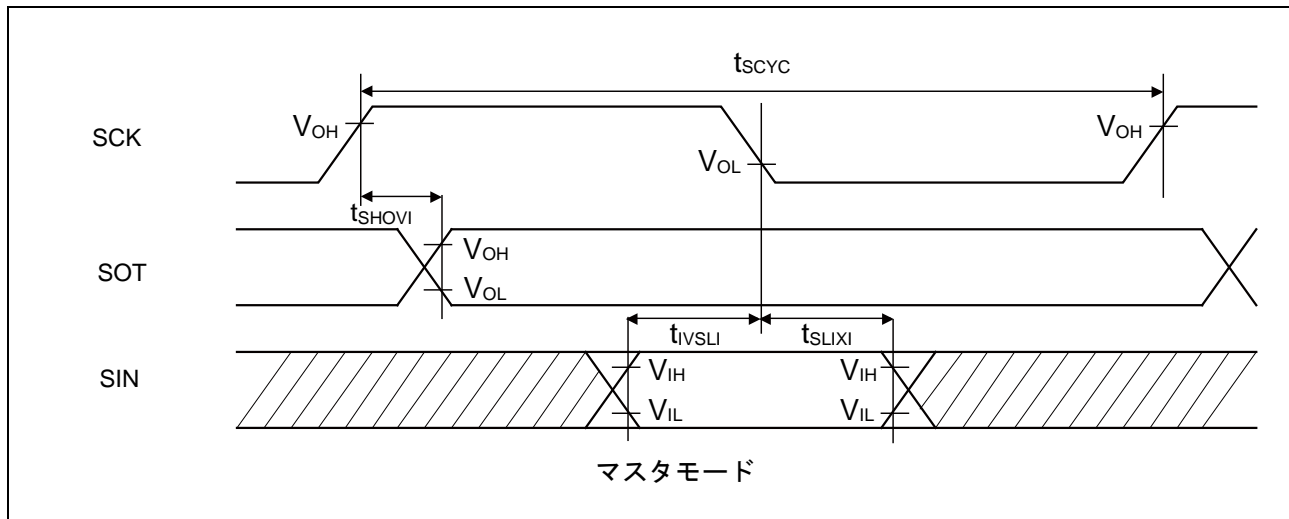 tSCYC
SCK
VOH
VOL
VOH
tSHOVI
SOT
VOH
VOL
tIVSLI
tSLIXI
SIN
VIH
VIL
VIH
VIL
マスタモード